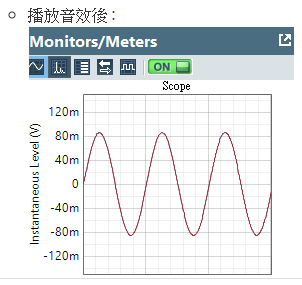 播放音效後：
Monitors/Meters
ON
Scope
Instantaneous Level (V)
120m
80m
40m
0
-40m
-80m
-120m